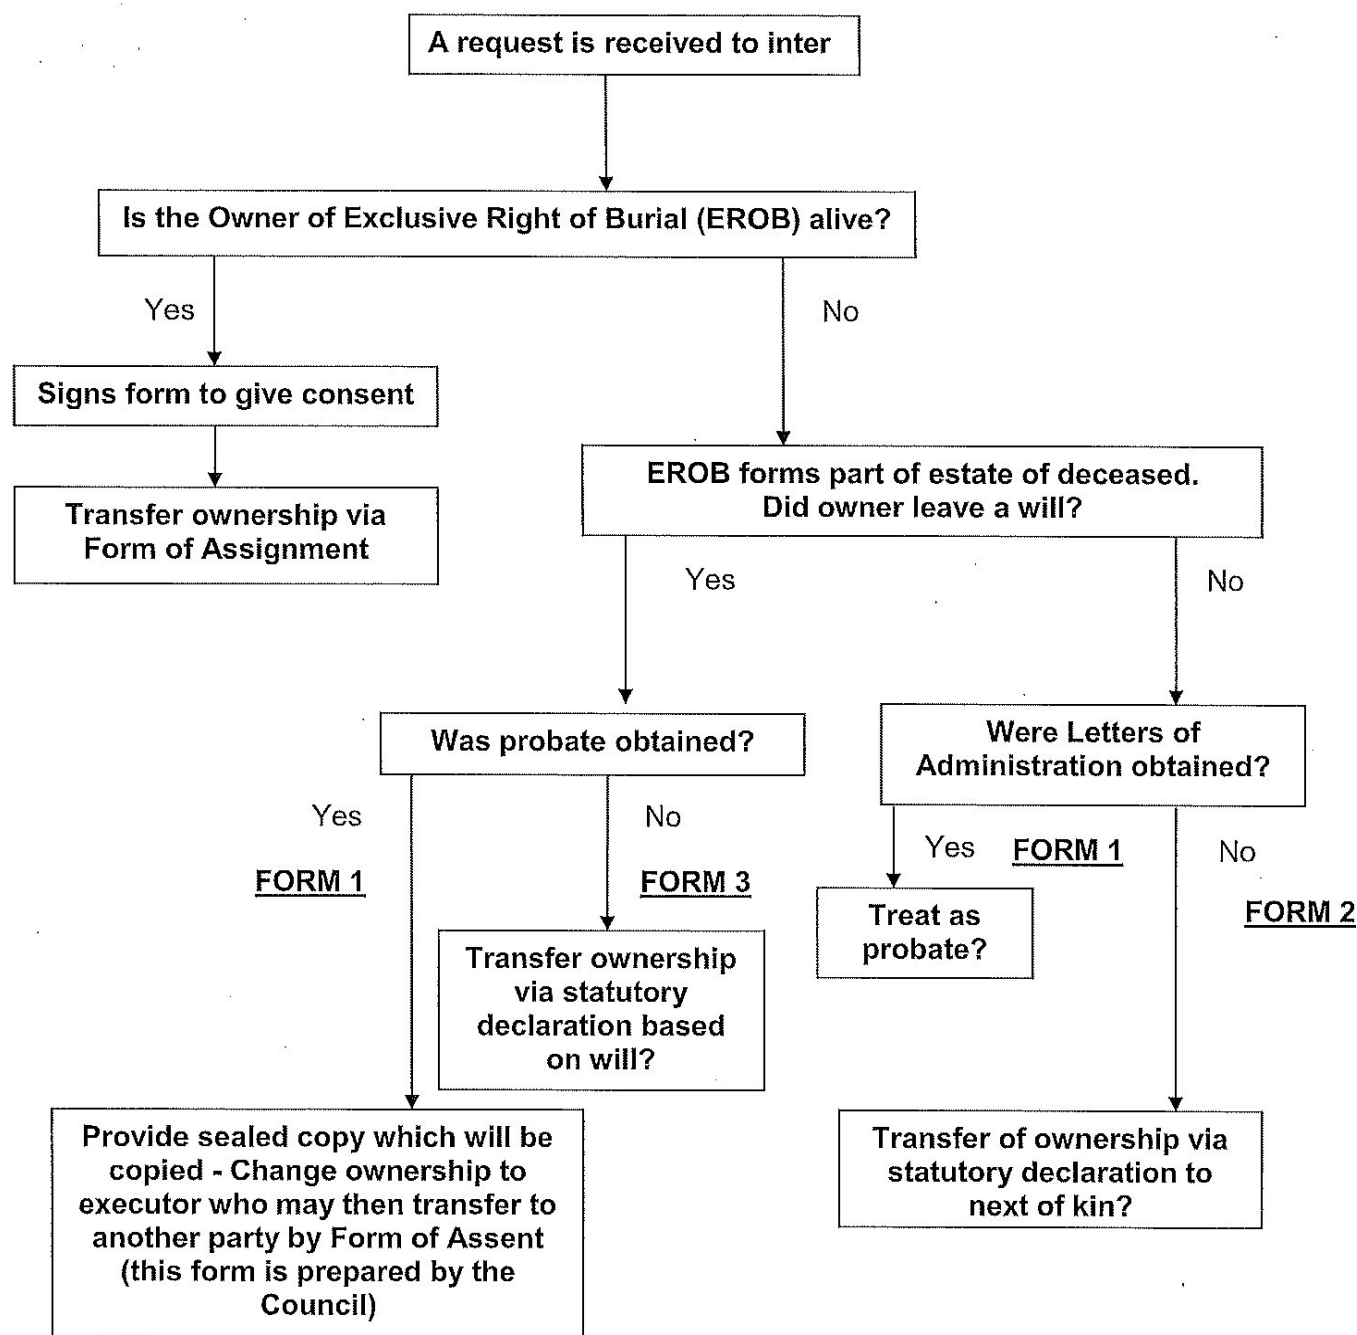 A request is received to inter
Is the Owner of Exclusive Right of Burial (EROB) alive?
Yes
No
Signs form to give consent
Transfer ownership via
Form of Assignment
EROB forms part of estate of deceased.
Did owner leave a will?
Yes
No
Was probate obtained?
Were Letters of
Administration obtained?
Yes
FORM 1
No
FORM 3
Yes FORM 1
No
FORM 2
Treat as
probate?
Transfer ownership
via statutory
declaration based
on will?
Provide sealed copy which will be
copied - Change ownership to
executor who may then transfer to
another party by Form of Assent
(this form is prepared by the
Council)
Transfer of ownership via
statutory declaration to
next of kin?